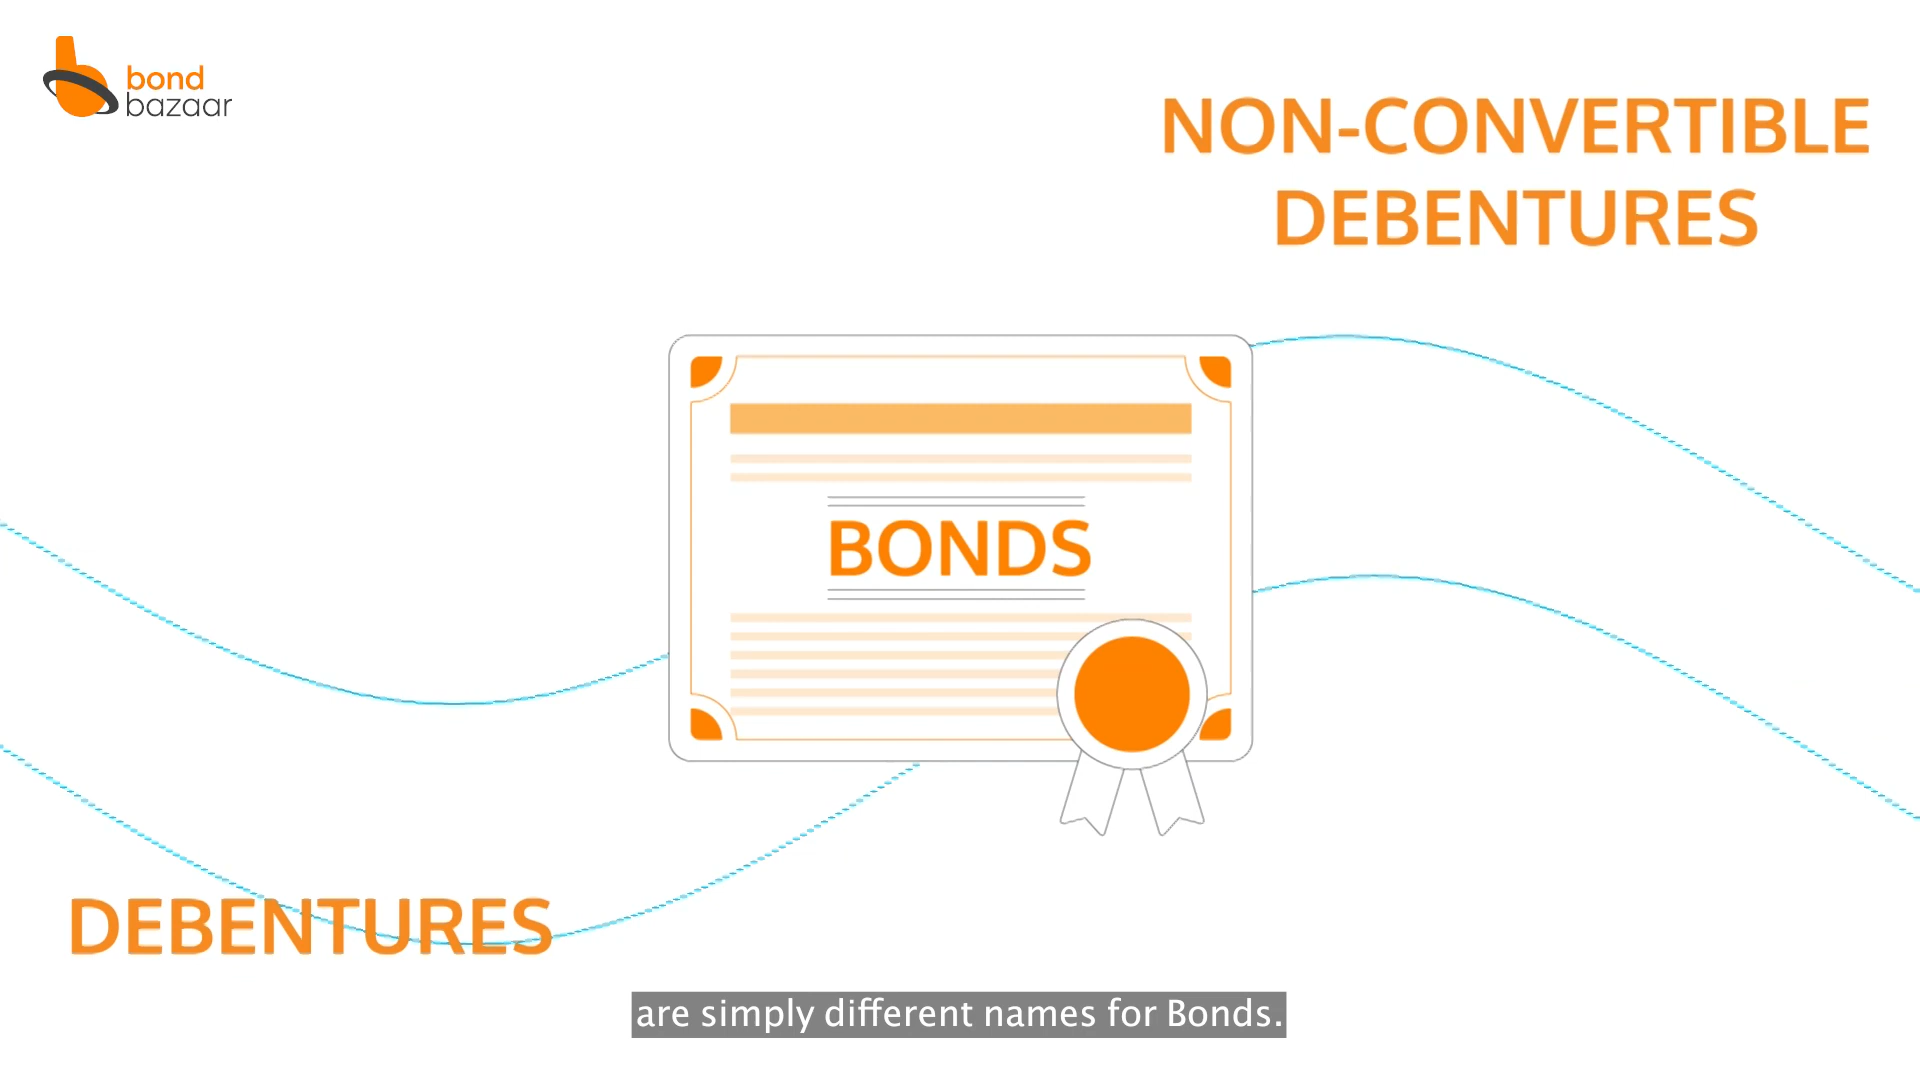 bond
bazaar
NON-CONVERTIBLE
DEBENTURES
BONDS
DEBENTURES
are simply different names for Bonds.